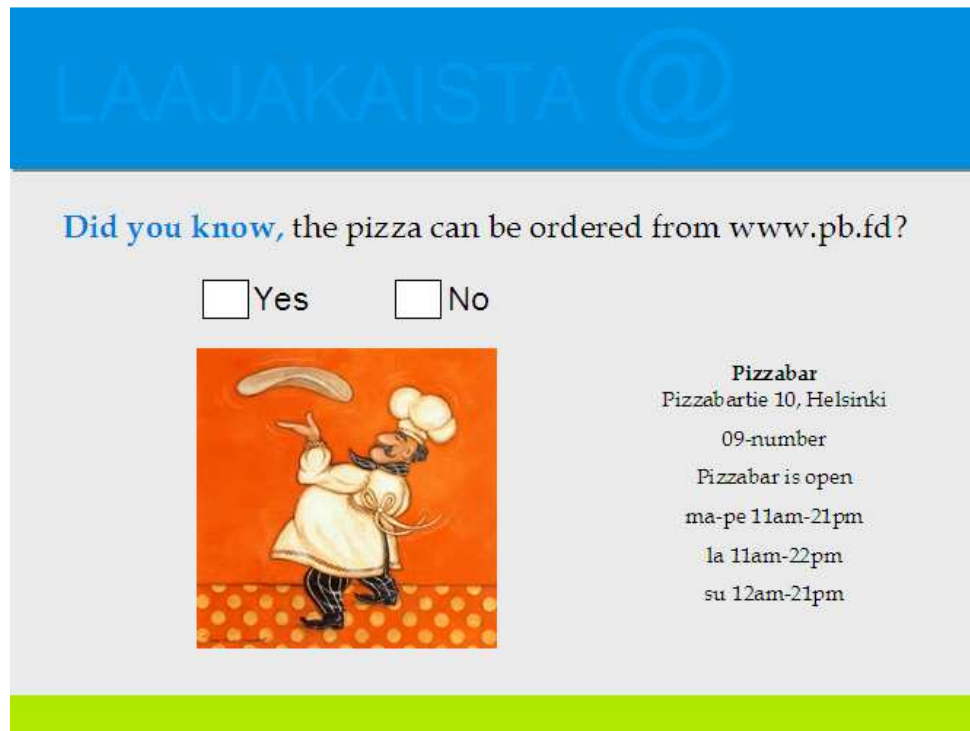 LAAJAKAISTA @
Did you know, the pizza can be ordered from www.pb.fd?
Yes No
Pizzabar
Pizzabartie 10, Helsinki
09-number
Pizzabar is open
ma-pe 11am-21pm
la 11am-22pm
su 12am-21pm